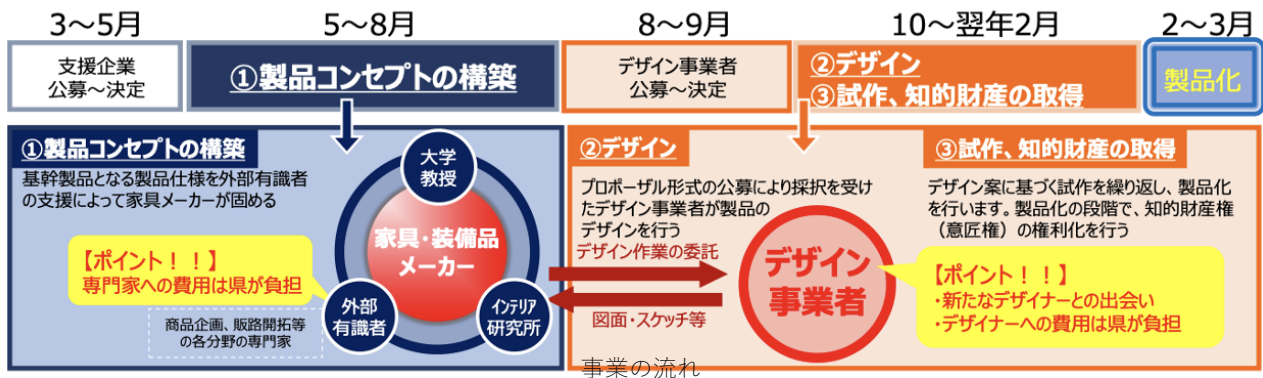 3～5月
5～8月
8～9月
10～翌年2月
2～3月
支援企業
公募～決定
①製品コンセプトの構築
デザイン事業者
公募～決定
②デザイン
③試作、知的財産の取得
製品化
①製品コンセプトの構築
基幹製品となる製品仕様を外部有識者
の支援によって家具メーカーが固める
【ポイント！！】
専門家への費用は県が負担
商品企画、販路開拓等
の各分野の専門家
大学
教授
家具・装備品
メーカー
外部
有識者
インテリア
研究所
②デザイン
プロポーザル形式の公募により採択を受け
たデザイン事業者が製品の
デザインを行う
デザイン作業の委託
図面・スケッチ等
デザイン
事業者
③試作、知的財産の取得
デザイン案に基づく試作を繰り返し、製品化
を行います。製品化の段階で、知的財産権
（意匠権）の権利化を行う
【ポイント！！】
・新たなデザイナーとの出会い
・デザイナーへの費用は県が負担
事業の流れ